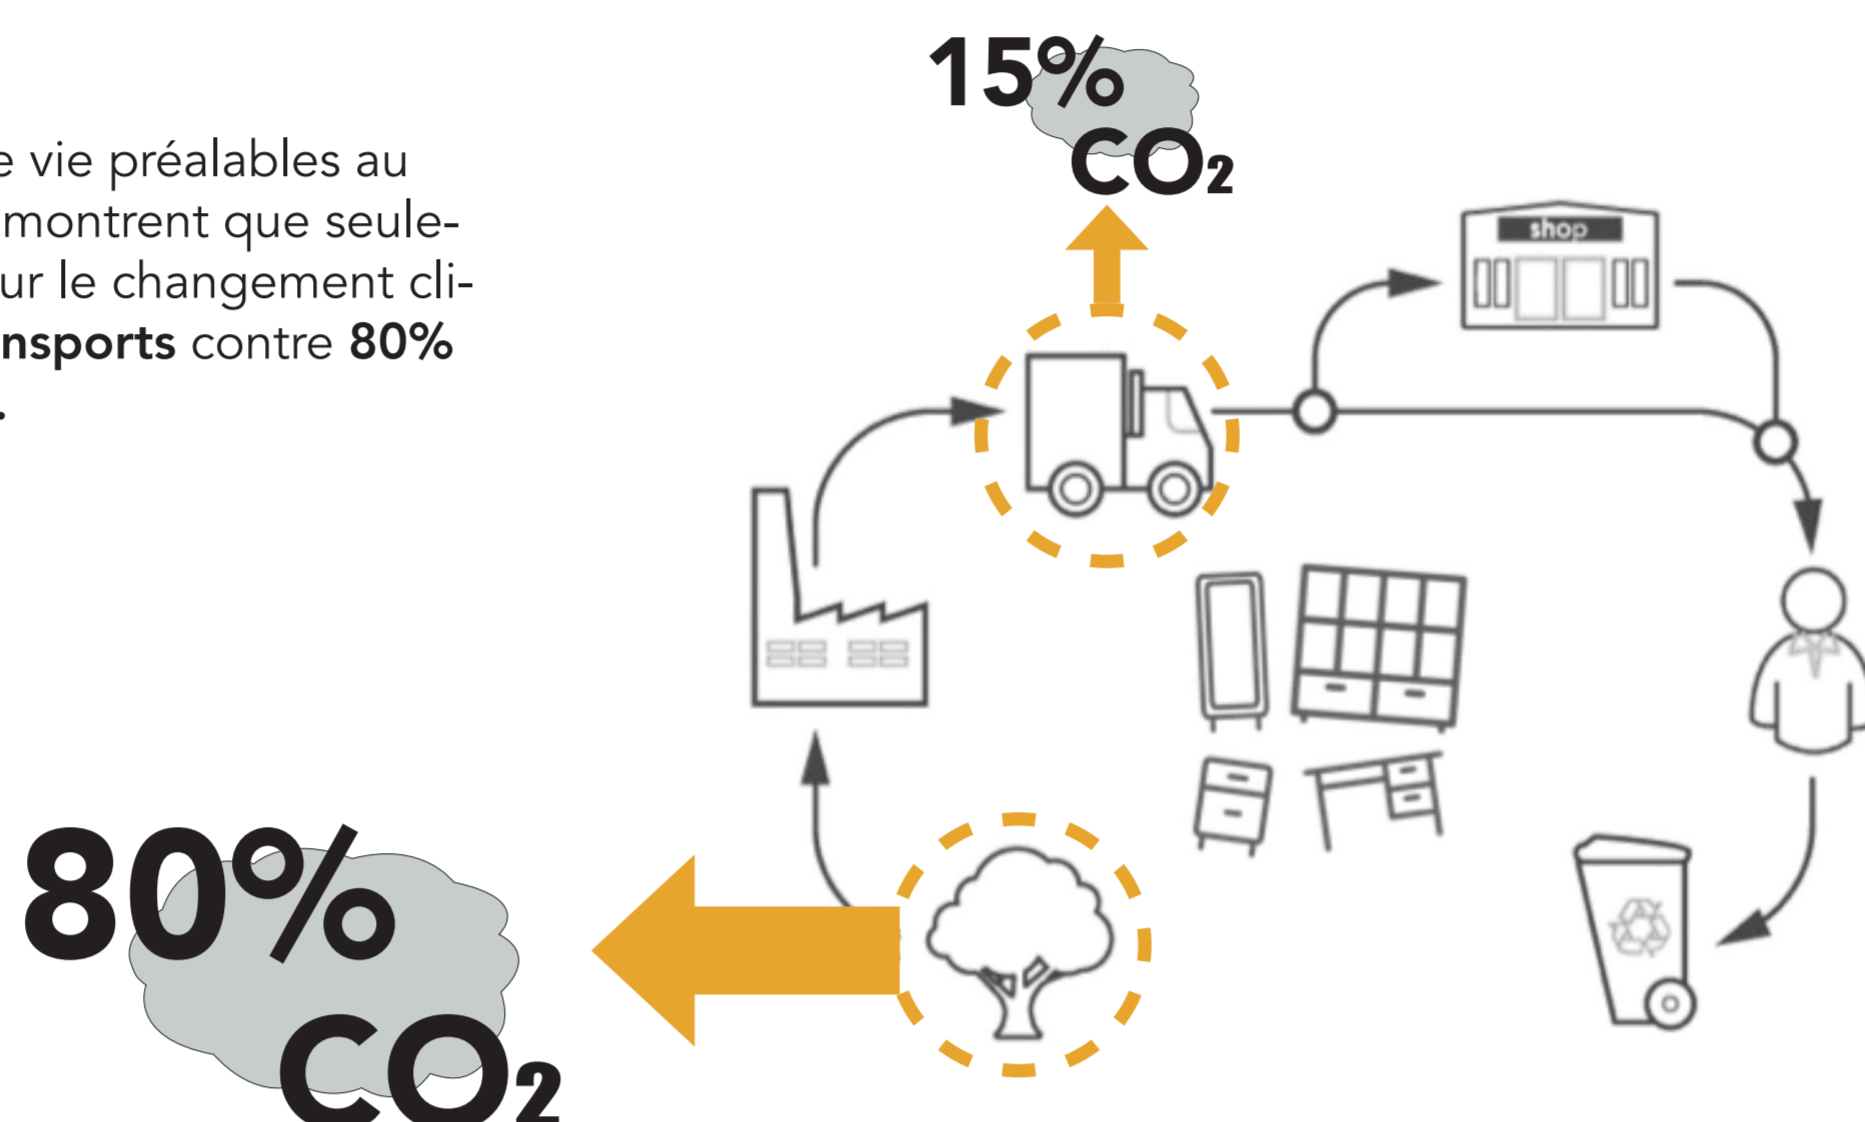 e vie préalables au
montrent que seule-
ur le changement cli-
nsports contre 80%
.
15%
CO2
shop
80%
CO2